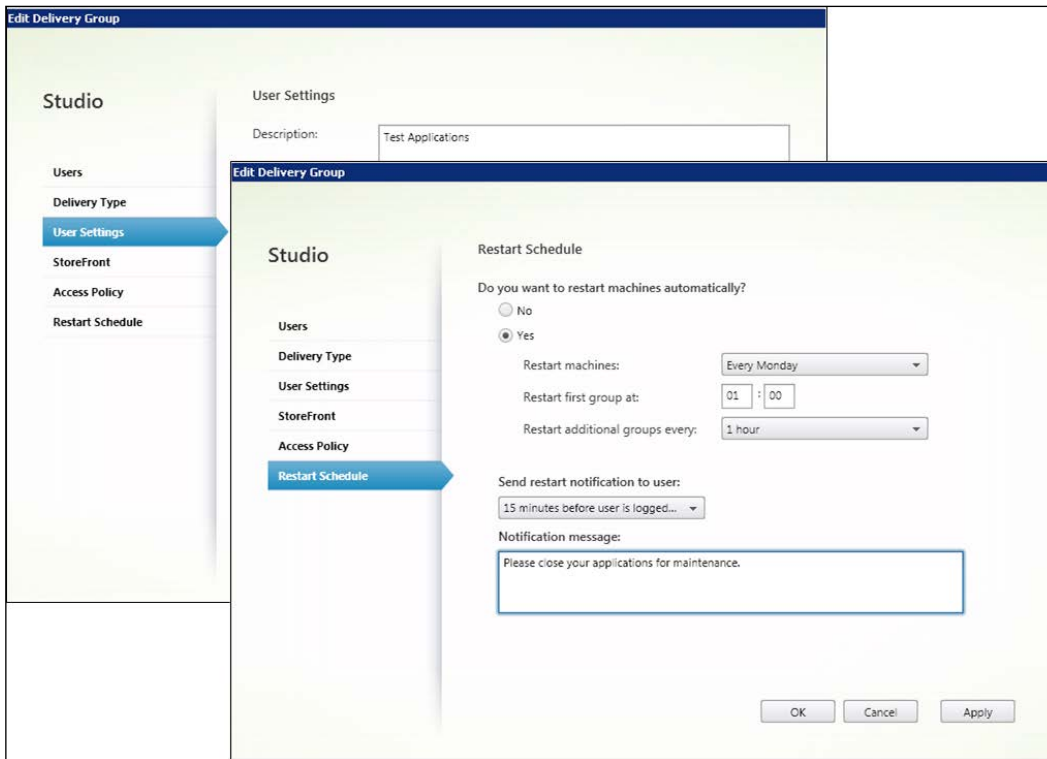 Edit Delivery Group
Studio
Users
Delivery Type
User Settings
StoreFront
Access Policy
Restart Schedule
User Settings
Description: Test Applications
Edit Delivery Group
Studio
Users
Delivery Type
User Settings
StoreFront
Access Policy
Restart Schedule
Restart Schedule
Do you want to restart machines automatically?
No
Yes
Restart machines: Every Monday
Restart first group at: 01 : 00
Restart additional groups every: 1 hour
Send restart notification to user:
15 minutes before user is logged...
Notification message:
Please close your applications for maintenance.
OK Cancel Apply